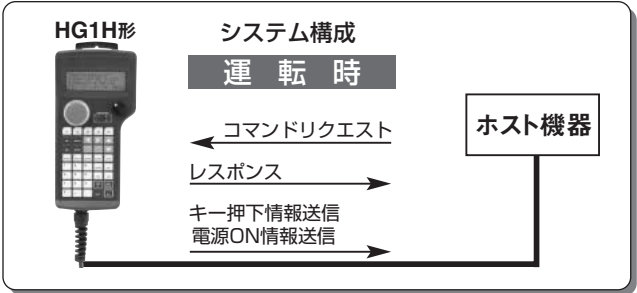 HG1H形
システム構成
運転時
ホスト機器
コマンドリクエスト
レスポンス
キー押下情報送信
電源ON情報送信